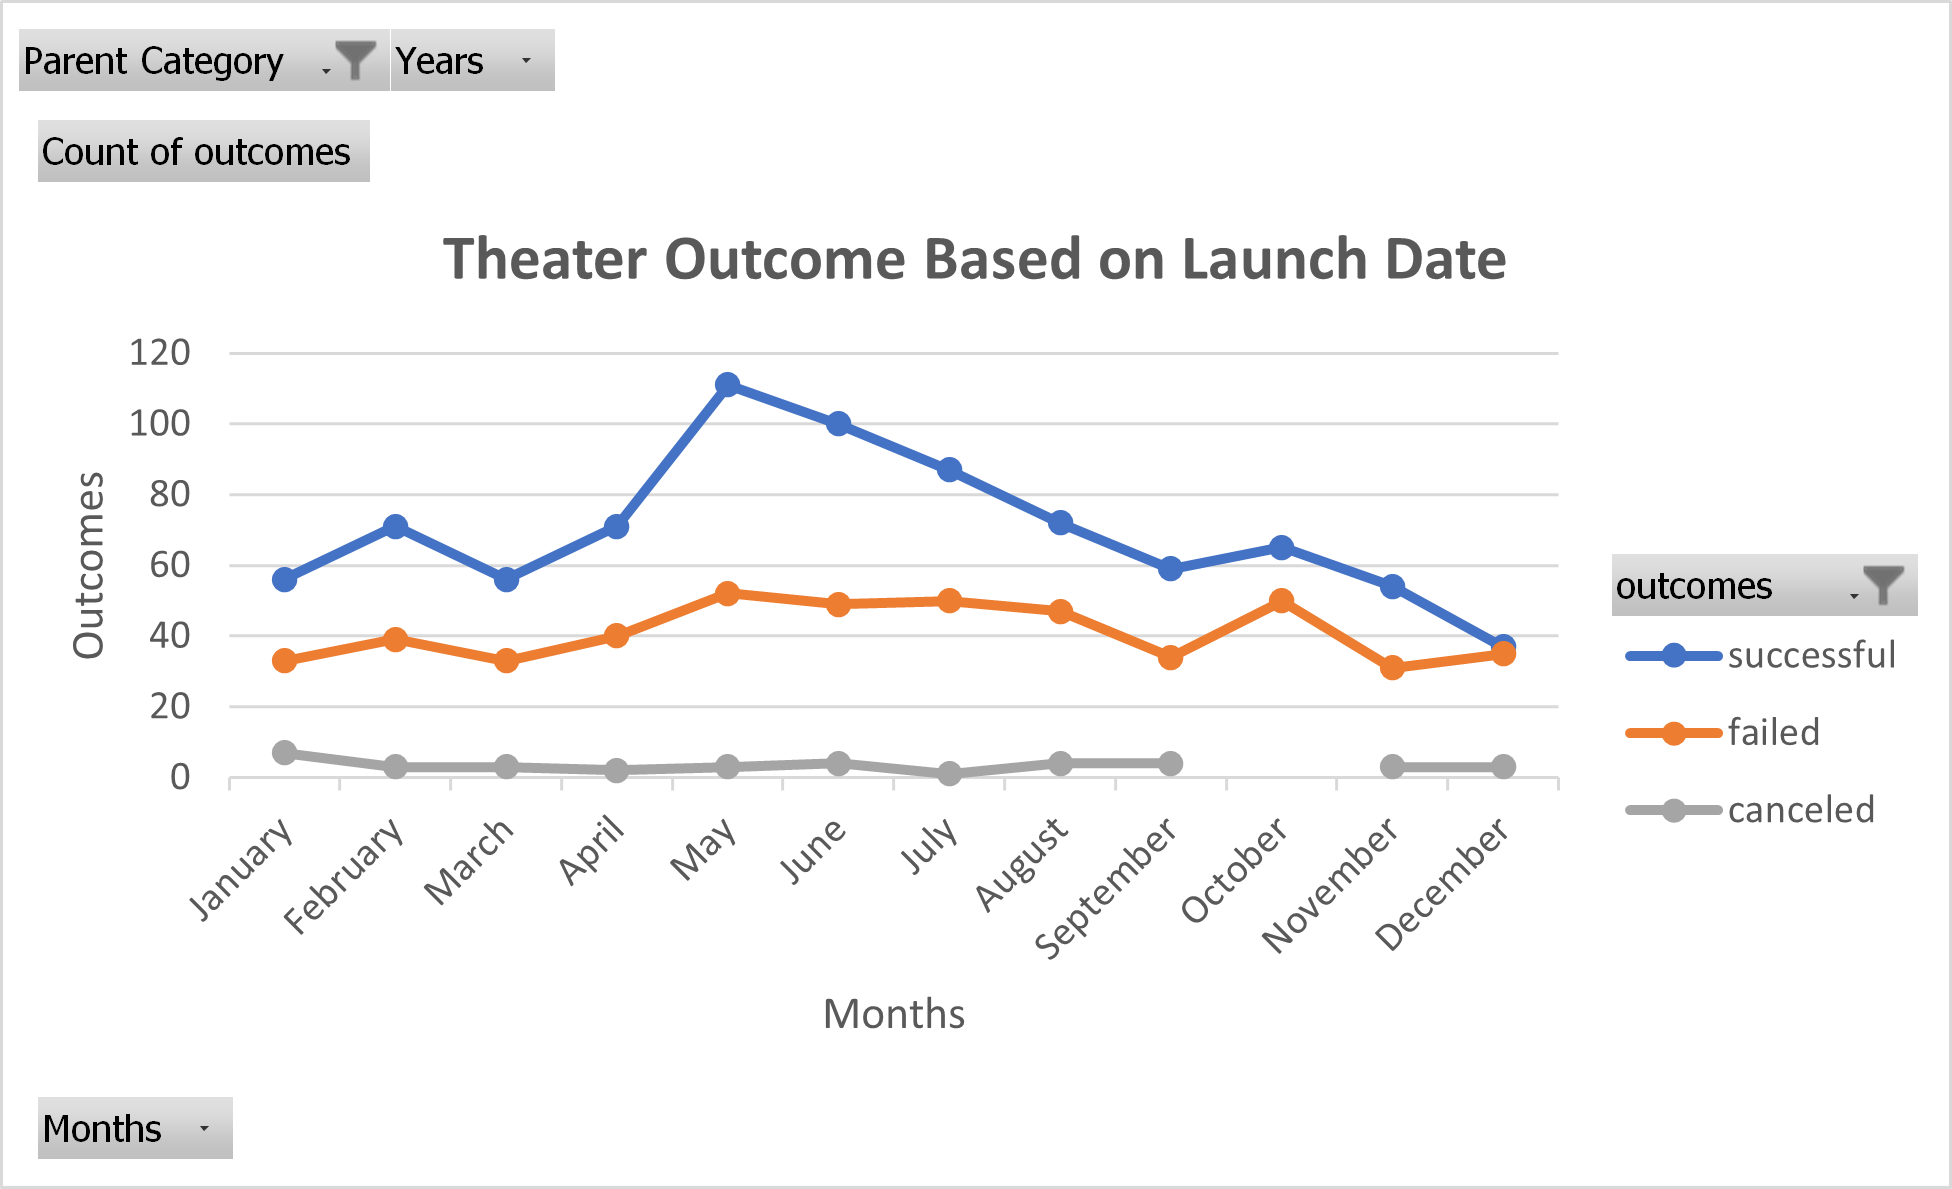 Parent Category Years
Count of outcomes
Theater Outcome Based on Launch Date
120
100
80
60
40
20
0
Outcomes
January
February
March
April
May
June
July
August
September
October
November
December
Months
outcomes
successful
failed
canceled
Months